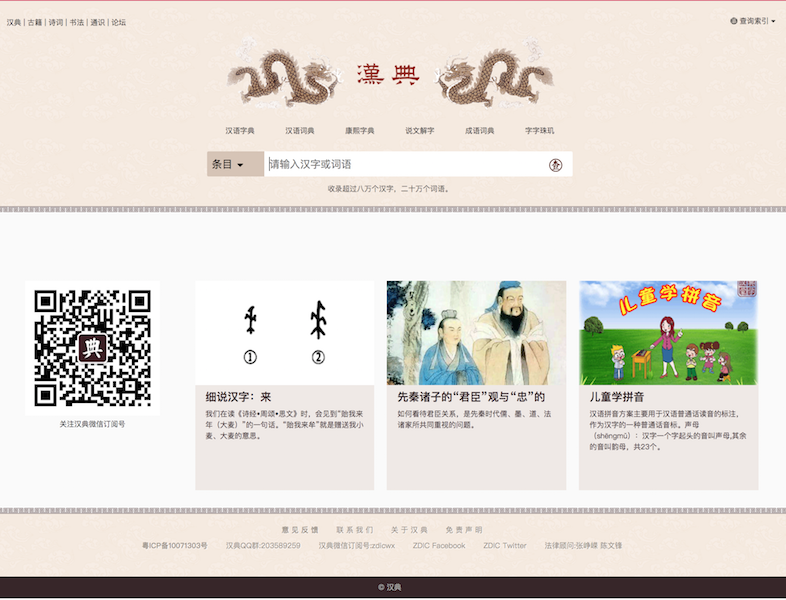 汉典 | 古籍 | 诗词 | 书法 | 通识 | 论坛
查询索引
漢典
汉语字典 汉语词典 康熙字典 说文解字 成语词典 字字珠玑
条目 请输入汉字或词语 查
收录超过八万个汉字，二十万个词语。
典
关注汉典微信订阅号
① ②
细说汉字：来
我们在读《诗经•周颂•思文》时，会见到“贻我来
年（大麦）”的一句话。“贻我来牟”就是赠送我小
麦、大麦的意思。
先秦诸子的“君臣”观与“忠”的
如何看待君臣关系，是先秦时代儒、墨、道、法
诸家所共同重视的问题。
儿童学拼音
儿童学拼音
汉语拼音方案主要用于汉语普通话读音的标注，
作为汉字的一种普通话音标。声母
（shēngmǔ）：汉字一个字起头的音叫声母,其余
的音叫韵母，共23个。
意见反馈 联系我们 关于汉典 免责声明
粤ICP备10071303号 汉典QQ群:203589259 汉典微信订阅号:zdicwx ZDIC Facebook ZDIC Twitter 法律顾问:张峥嵘 陈文锋
© 汉典